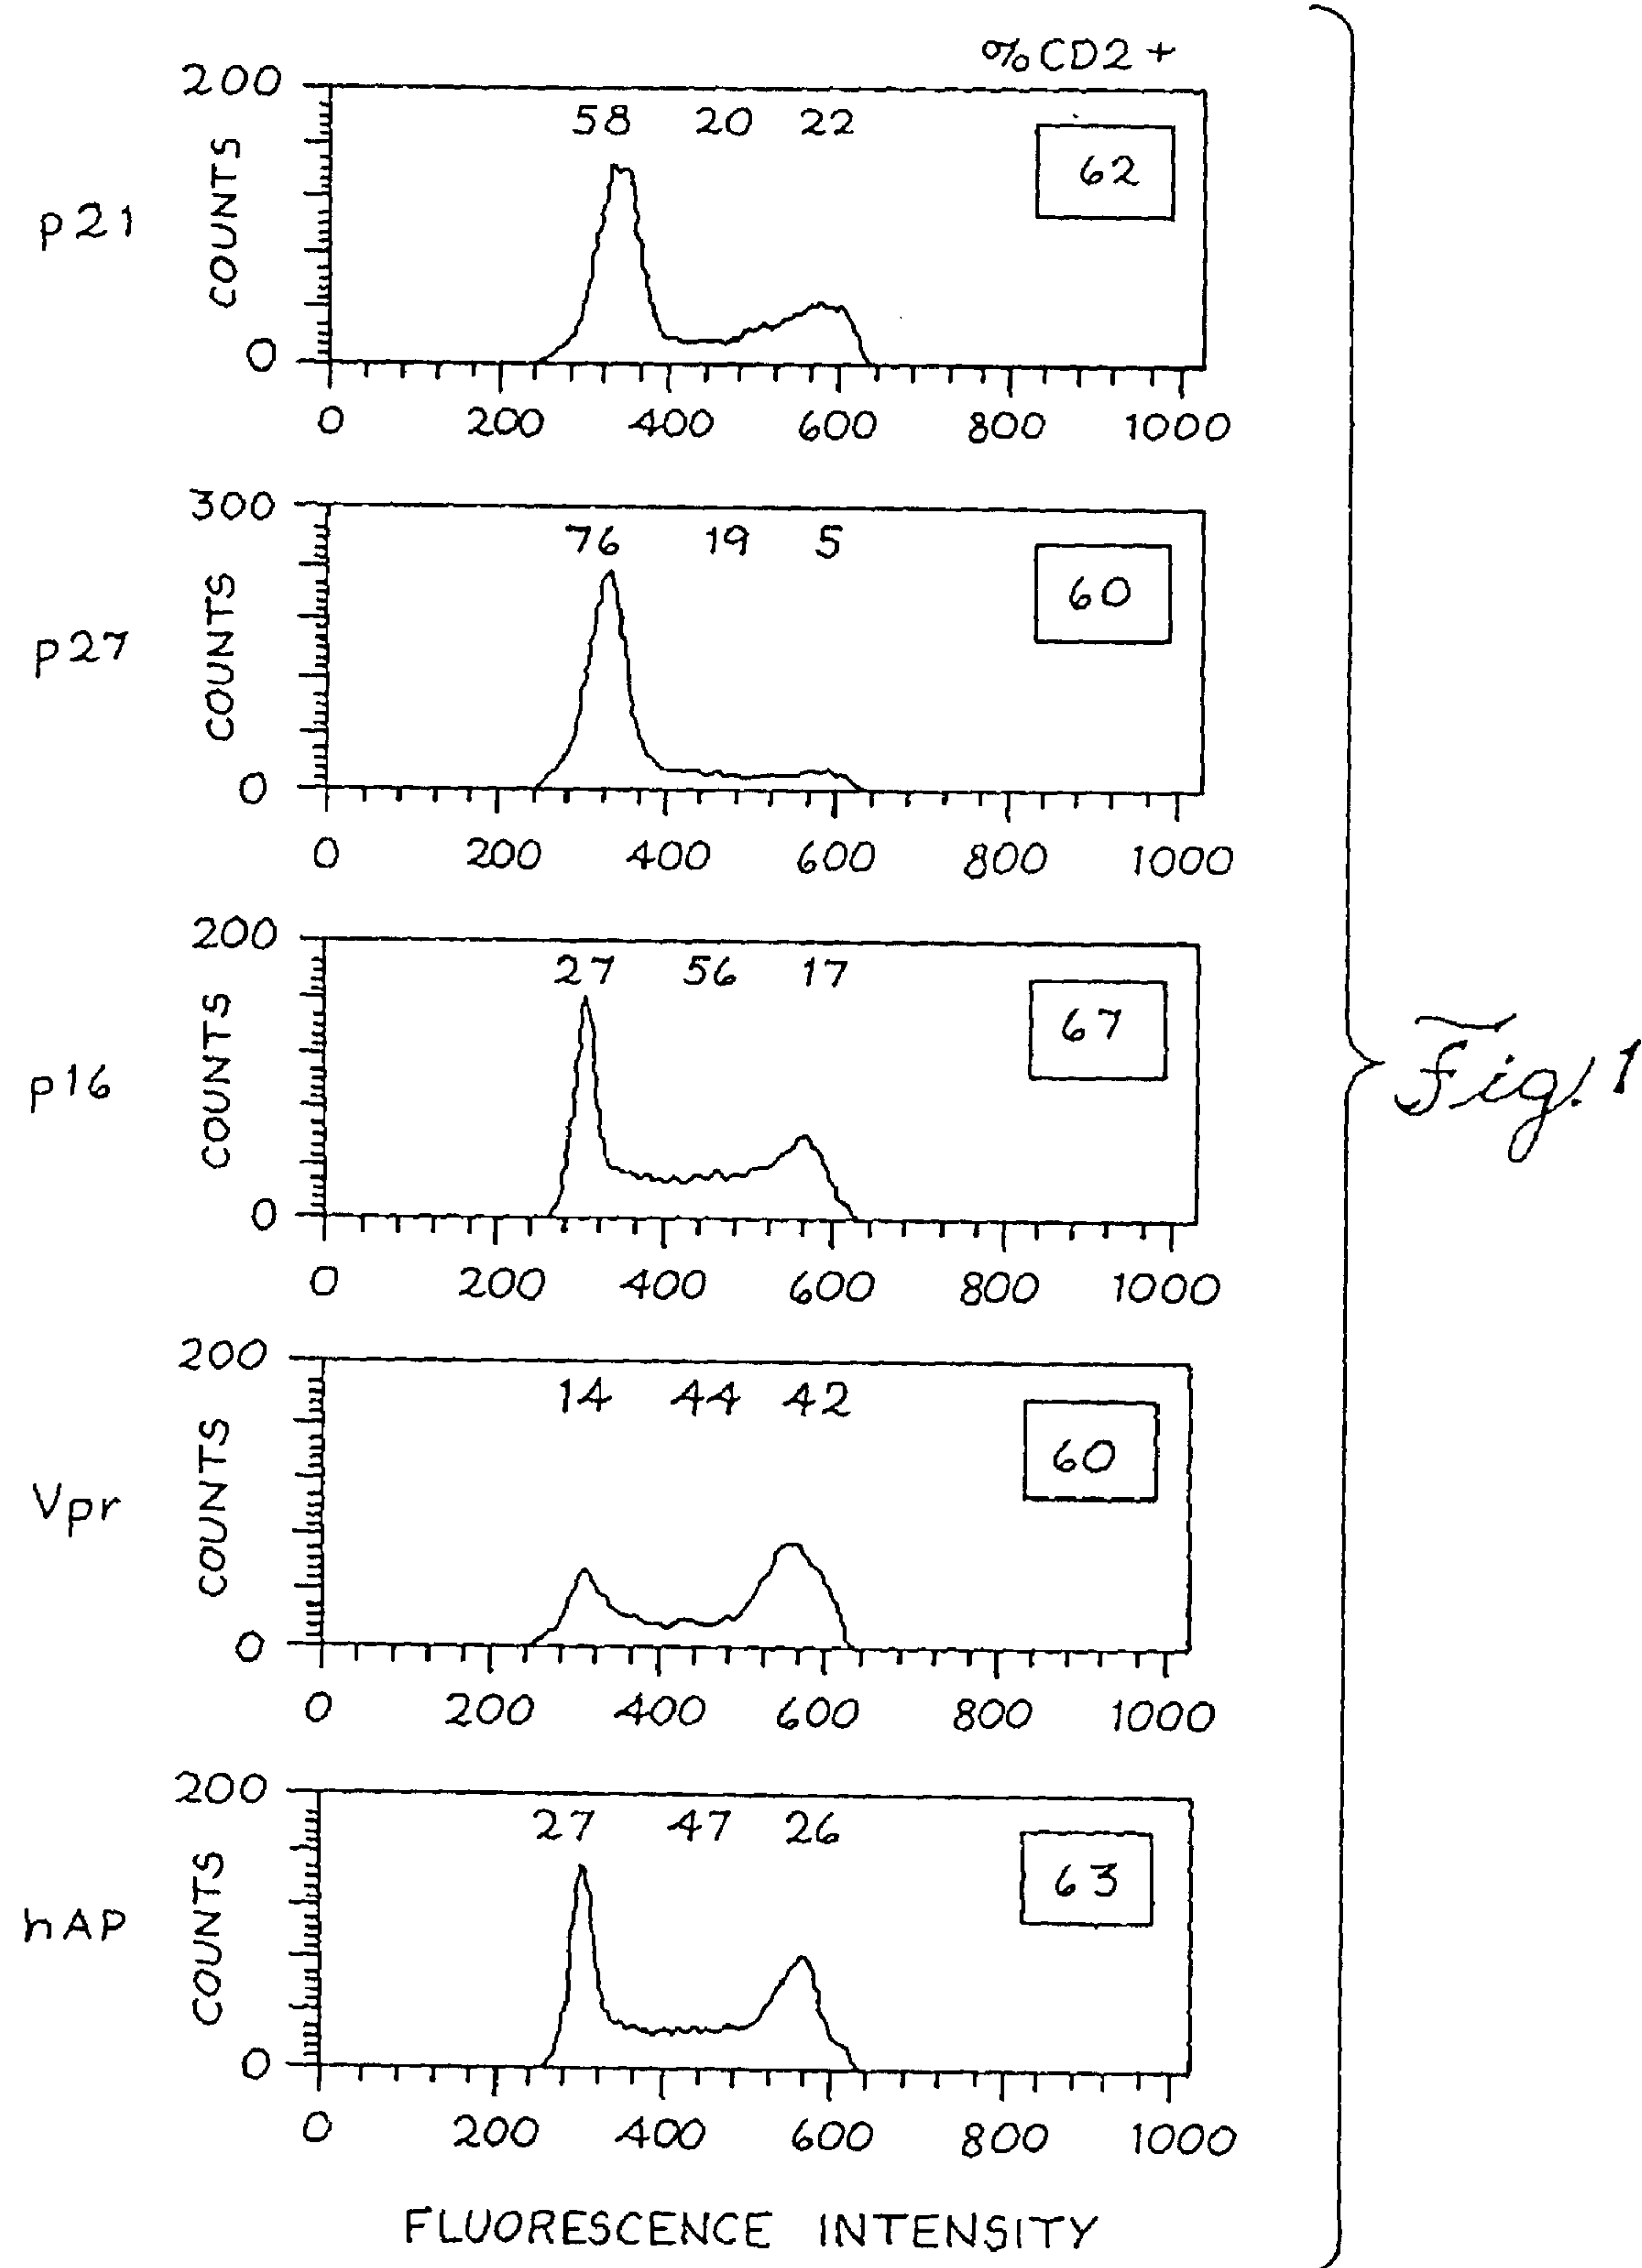 %CD2+
200
58 20 22
62
p21
COUNTS
0
0 200 400 600 800 1000
300
76 19 5
60
p27
COUNTS
0
0 200 400 600 800 1000
200
27 56 17
67
p16
COUNTS
0
0 200 400 600 800 1000
Fig. 1
200
14 44 42
60
Vpr
COUNTS
0
0 200 400 600 800 1000
200
27 47 26
63
hAP
COUNTS
0
0 200 400 600 800 1000
FLUORESCENCE INTENSITY